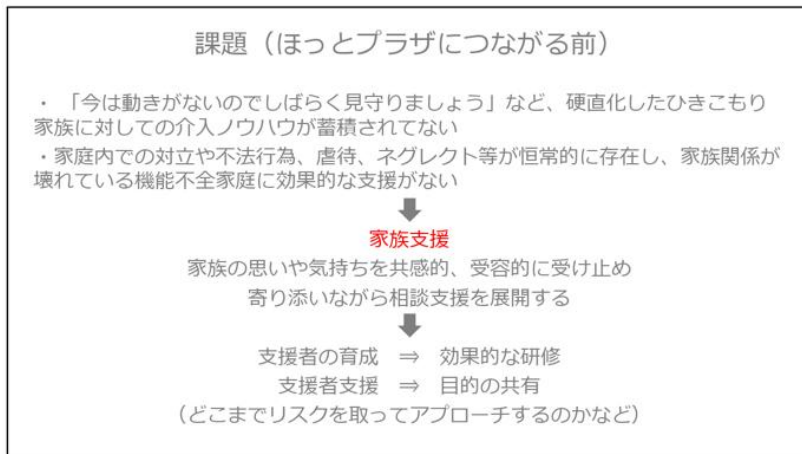 課題（ほっとプラザにつながる前）
・ 「今は動きがないのでしばらく見守りましょう」など、硬直化したひきこもり
家族に対しての介入ノウハウが蓄積されてない
・家庭内での対立や不法行為、虐待、ネグレクト等が恒常的に存在し、家族関係が
壊れている機能不全家庭に効果的な支援がない
家族支援
家族の思いや気持ちを共感的、受容的に受け止め
寄り添いながら相談支援を展開する
支援者の育成 ⇒ 効果的な研修
支援者支援 ⇒ 目的の共有
（どこまでリスクを取ってアプローチするのかなど）